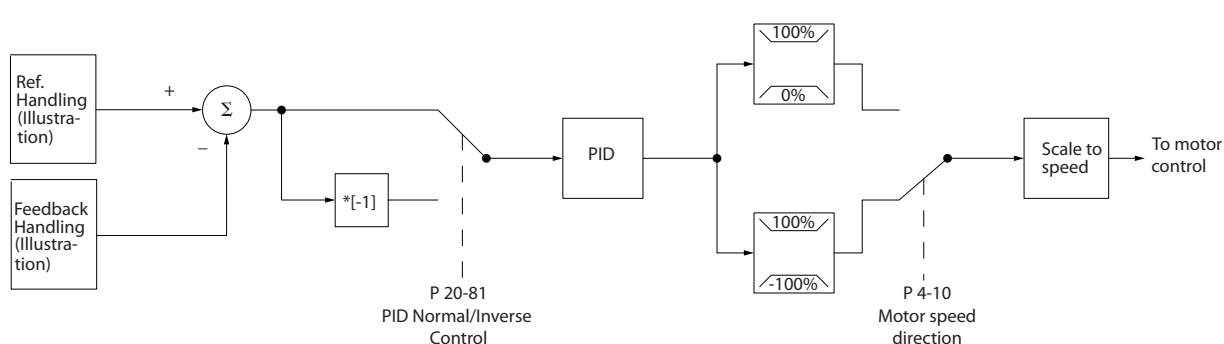 Ref.
Handling
(Illustra-
tion)
+
Σ
–
Feedback
Handling
(Illustra-
tion)
*[-1]
P 20-81
PID Normal/Inverse
Control
PID
100%
0%
100%
-100%
P 4-10
Motor speed
direction
Scale to
speed
To motor
control